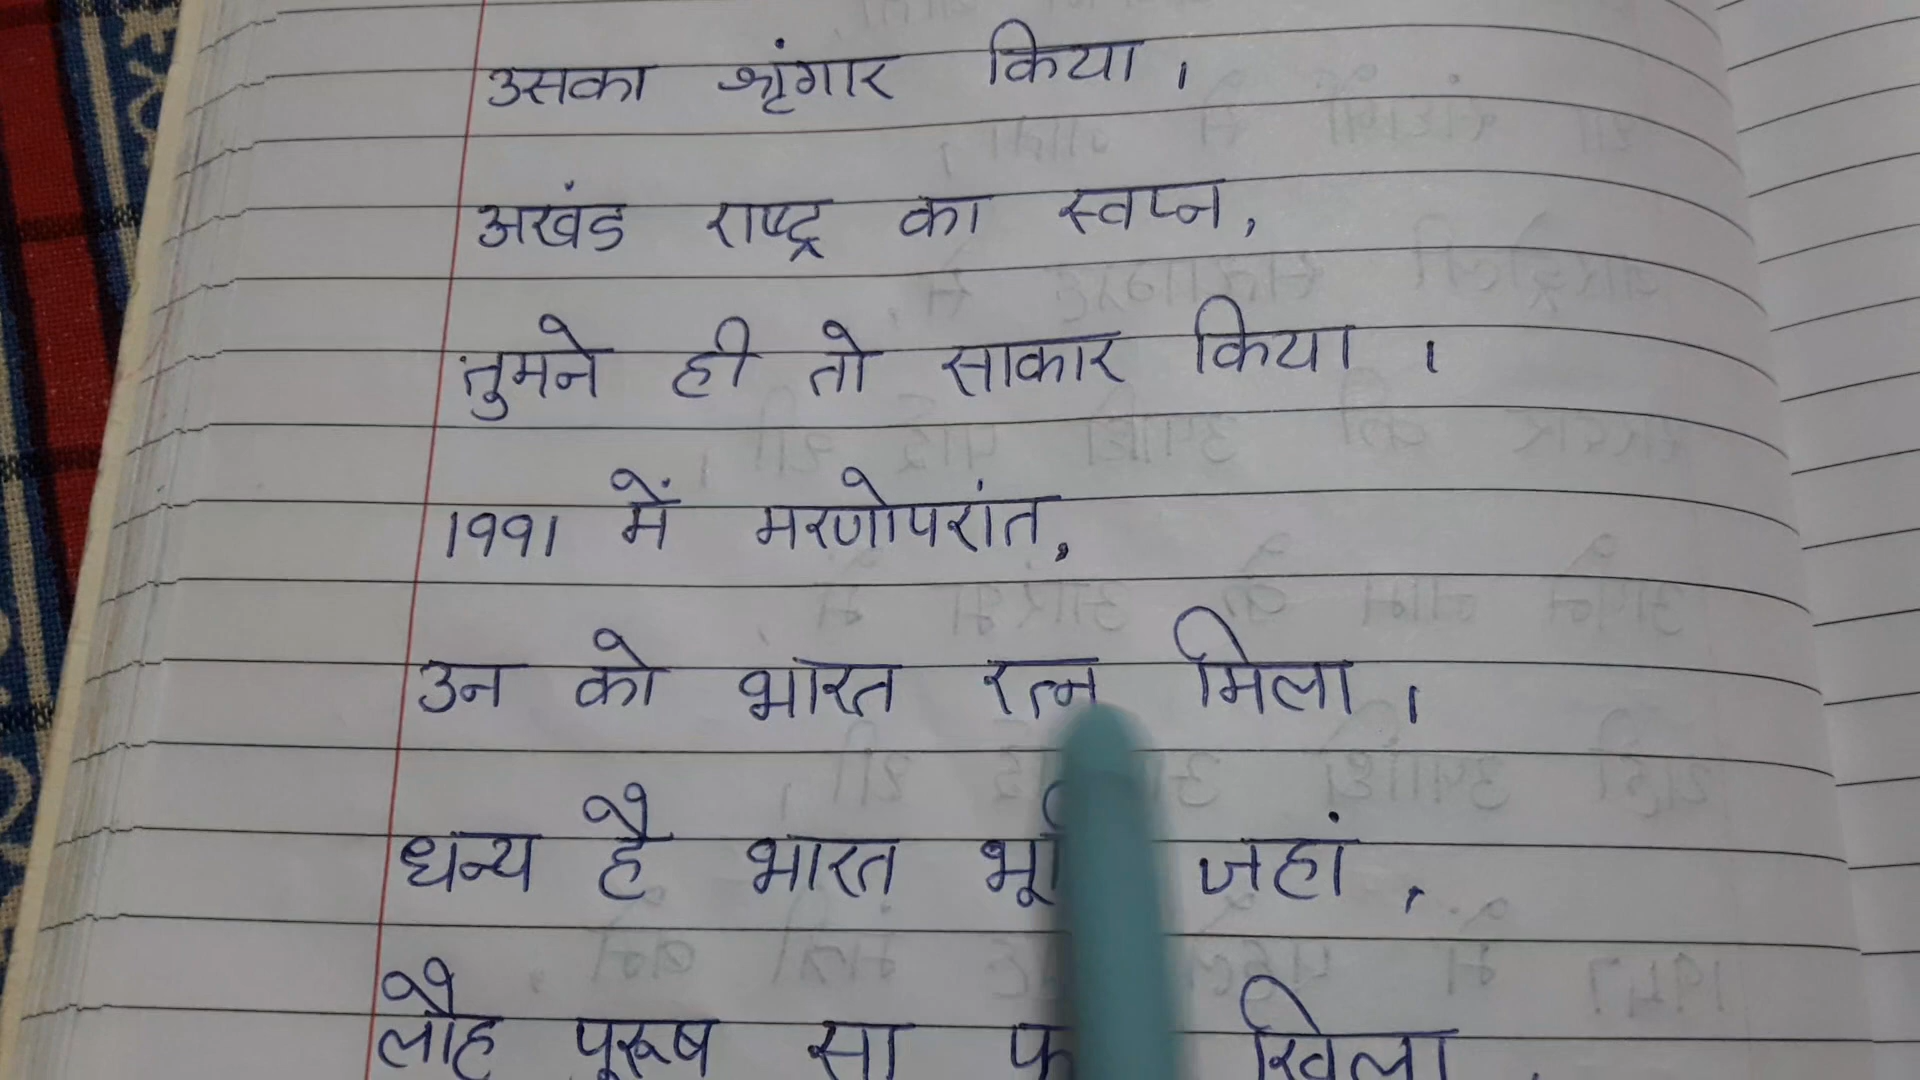 उसका श्रृंगार किया ।
अखंड राष्ट्र का स्वप्न,
तुमने ही तो साकार किया ।
1991 में मरणोपरांत,
उन को भारत रत्न मिला ।
धन्य है भारत जहां ,
लौह पूरूष सा खिला